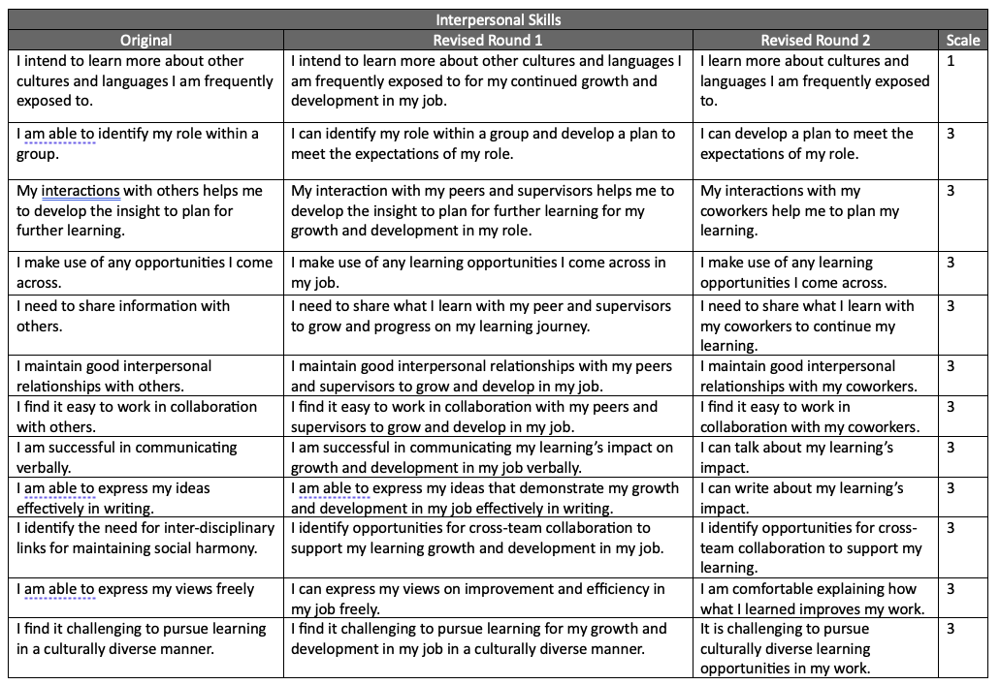 Interpersonal Skills
Original Revised Round 1 Revised Round 2 Scale
I intend to learn more about other
cultures and languages I am frequently
exposed to.
I intend to learn more about other cultures and languages I
am frequently exposed to for my continued growth and
development in my job.
I learn more about cultures and
languages I am frequently exposed
to.
1
I am able to identify my role within a
group.
I can identify my role within a group and develop a plan to
meet the expectations of my role.
I can develop a plan to meet the
expectations of my role.
3
My interactions with others helps me
to develop the insight to plan for
further learning.
My interaction with my peers and supervisors helps me to
develop the insight to plan for further learning for my
growth and development in my role.
My interactions with my
coworkers help me to plan my
learning.
3
I make use of any opportunities I come
across.
I make use of any learning opportunities I come across in
my job.
I make use of any learning
opportunities I come across.
3
I need to share information with
others.
I need to share what I learn with my peer and supervisors
to grow and progress on my learning journey.
I need to share what I learn with
my coworkers to continue my
learning.
3
I maintain good interpersonal
relationships with others.
I maintain good interpersonal relationships with my peers
and supervisors to grow and develop in my job.
I maintain good interpersonal
relationships with my coworkers.
3
I find it easy to work in collaboration
with others.
I find it easy to work in collaboration with my peers and
supervisors to grow and develop in my job.
I find it easy to work in
collaboration with my coworkers.
3
I am successful in communicating
verbally.
I am successful in communicating my learning’s impact on
growth and development in my job verbally.
I can talk about my learning’s
impact.
3
I am able to express my ideas
effectively in writing.
I am able to express my ideas that demonstrate my growth
and development in my job effectively in writing.
I can write about my learning’s
impact.
3
I identify the need for inter-disciplinary
links for maintaining social harmony.
I identify opportunities for cross-team collaboration to
support my learning growth and development in my job.
I identify opportunities for cross-
team collaboration to support my
learning.
3
I am able to express my views freely
I can express my views on improvement and efficiency in
my job freely.
I am comfortable explaining how
what I learned improves my work.
3
I find it challenging to pursue learning
in a culturally diverse manner.
I find it challenging to pursue learning for my growth and
development in my job in a culturally diverse manner.
It is challenging to pursue
culturally diverse learning
opportunities in my work.
3